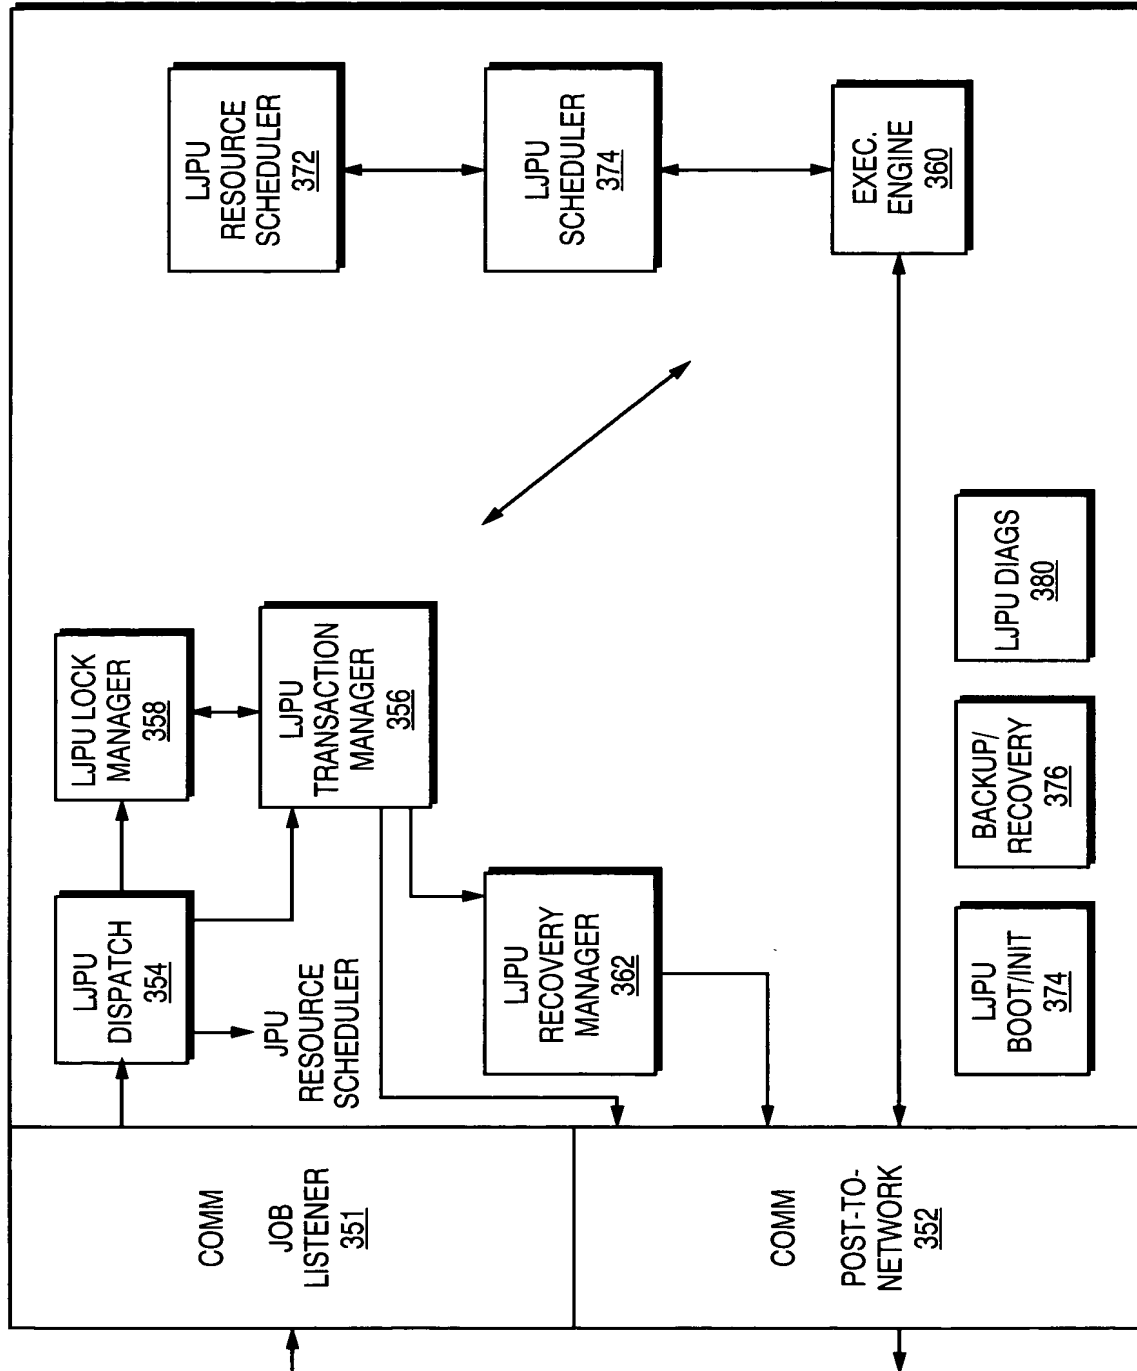 COMM
JOB
LISTENER
351
COMM
POST-TO-
NETWORK
352
LJPU
DISPATCH
354
JPU
RESOURCE
SCHEDULER
LJPU LOCK
MANAGER
358
LJPU
TRANSACTION
MANAGER
356
LJPU
RECOVERY
MANAGER
362
LJPU
RESOURCE
SCHEDULER
372
LJPU
SCHEDULER
374
EXEC.
ENGINE
360
LJPU
BOOT/INIT
374
BACKUP/
RECOVERY
376
LJPU DIAGS
380